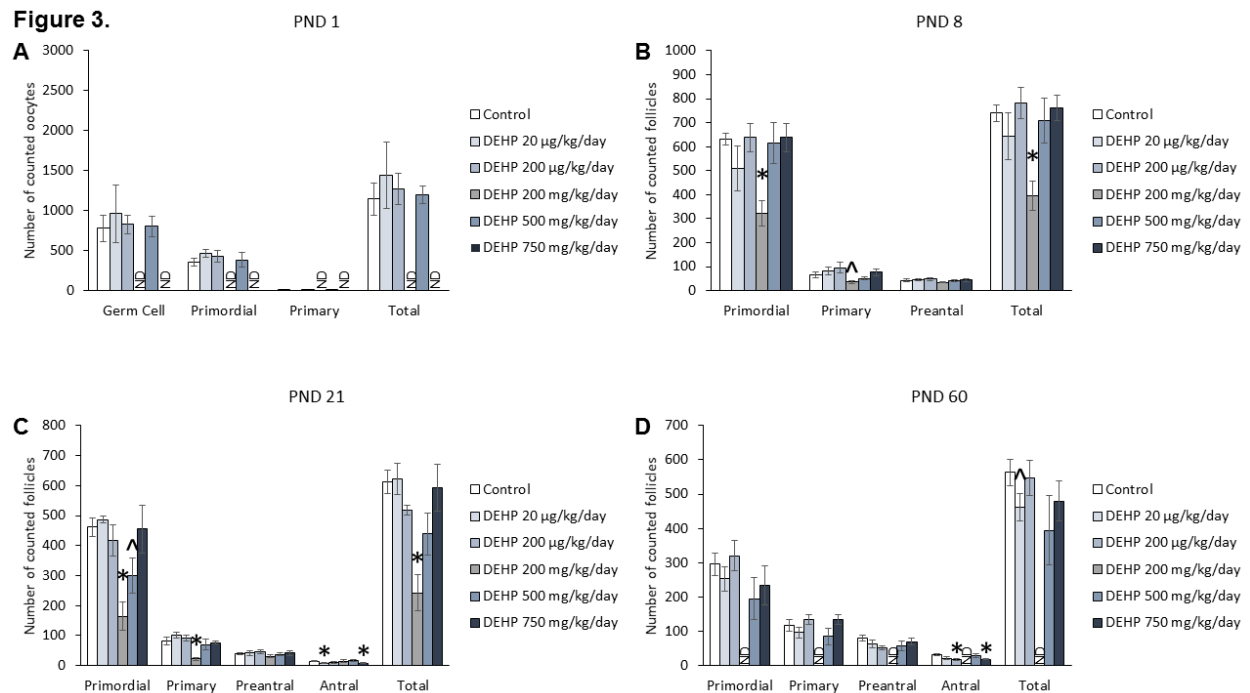 Figure 3.
PND 1
A
Number of counted oocytes
3000
2500
2000
1500
1000
500
0
ND
ND
ND
ND
ND
ND
ND
ND
Germ Cell Primordial Primary Total
Control
DEHP 20 µg/kg/day
DEHP 200 µg/kg/day
DEHP 200 mg/kg/day
DEHP 500 mg/kg/day
DEHP 750 mg/kg/day
PND 8
B
Number of counted follicles
1000
900
800
700
600
500
400
300
200
100
0
*
^
*
Primordial Primary Preantal Total
Control
DEHP 20 µg/kg/day
DEHP 200 µg/kg/day
DEHP 200 mg/kg/day
DEHP 500 mg/kg/day
DEHP 750 mg/kg/day
PND 21
C
Number of counted follicles
800
700
600
500
400
300
200
100
0
*
^
*
*
*
*
Primordial Primary Preantral Antral Total
Control
DEHP 20 µg/kg/day
DEHP 200 µg/kg/day
DEHP 200 mg/kg/day
DEHP 500 mg/kg/day
DEHP 750 mg/kg/day
PND 60
D
Number of counted follicles
700
600
500
400
300
200
100
0
ND
ND
ND
*
ND
*
^
ND
Primordial Primary Preantral Antral Total
Control
DEHP 20 µg/kg/day
DEHP 200 µg/kg/day
DEHP 200 mg/kg/day
DEHP 500 mg/kg/day
DEHP 750 mg/kg/day